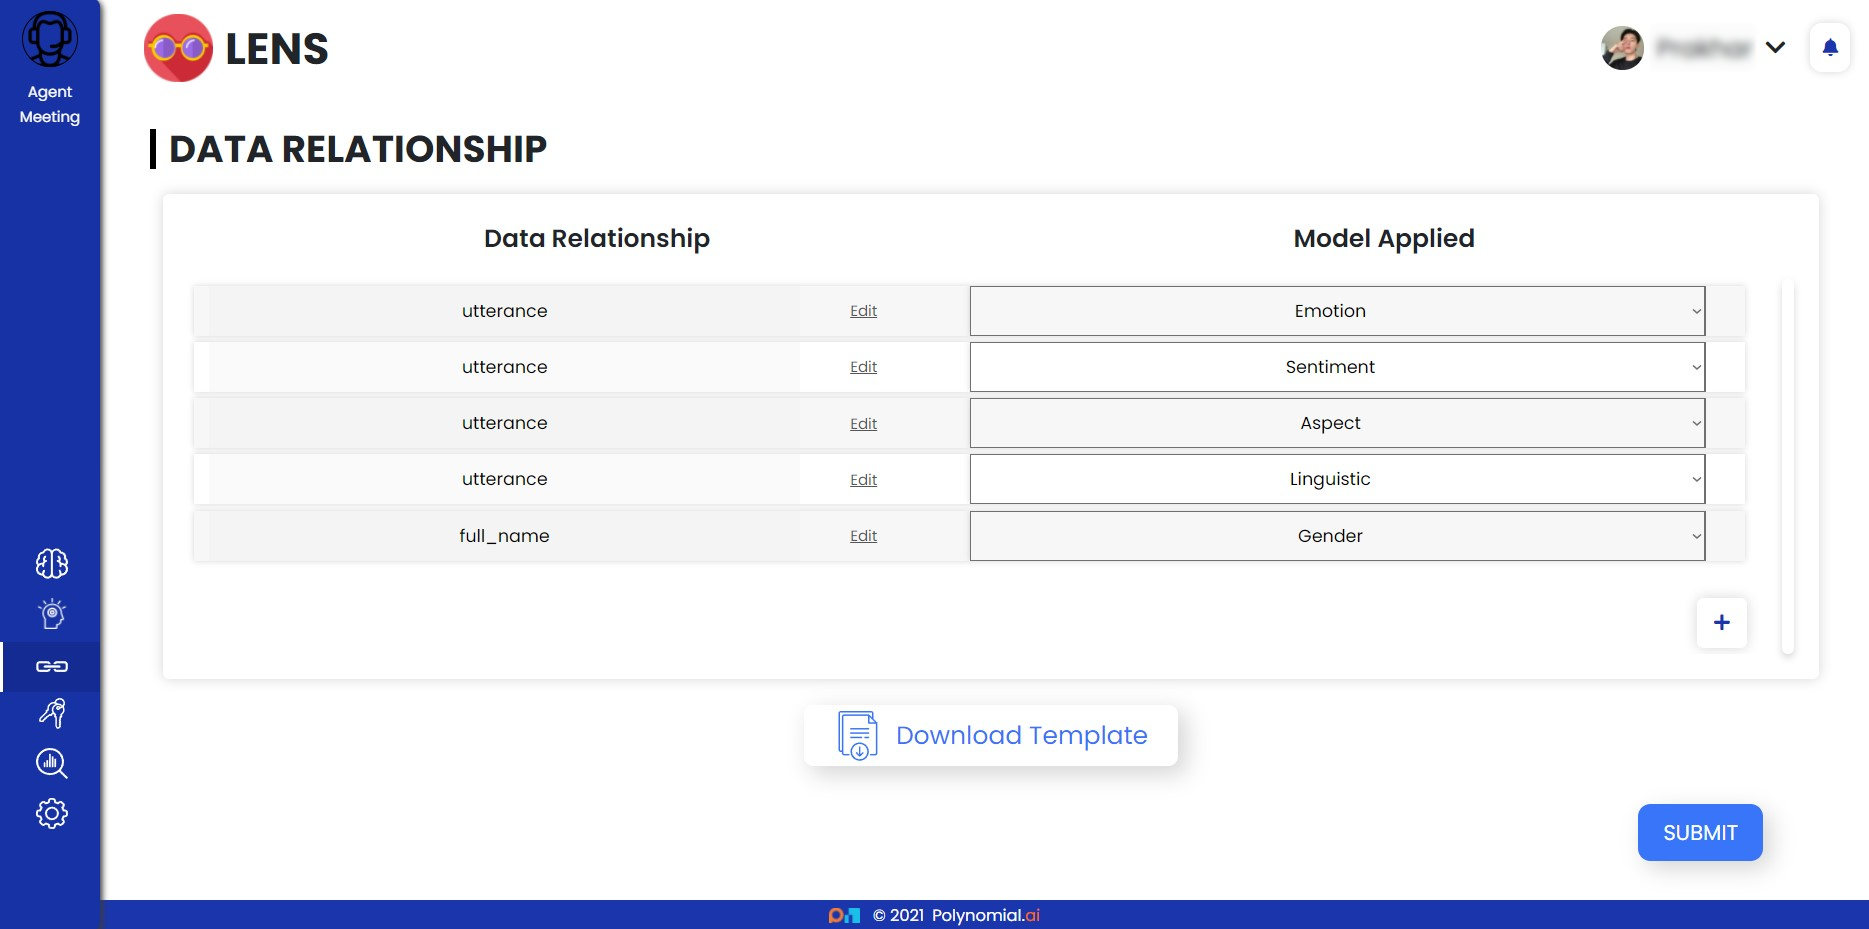 Agent
Meeting
LENS
DATA RELATIONSHIP
Data Relationship Model Applied
utterance Edit Emotion
utterance Edit Sentiment
utterance Edit Aspect
utterance Edit Linguistic
full_name Edit Gender
+
Download Template
SUBMIT
© 2021 Polynomial.ai